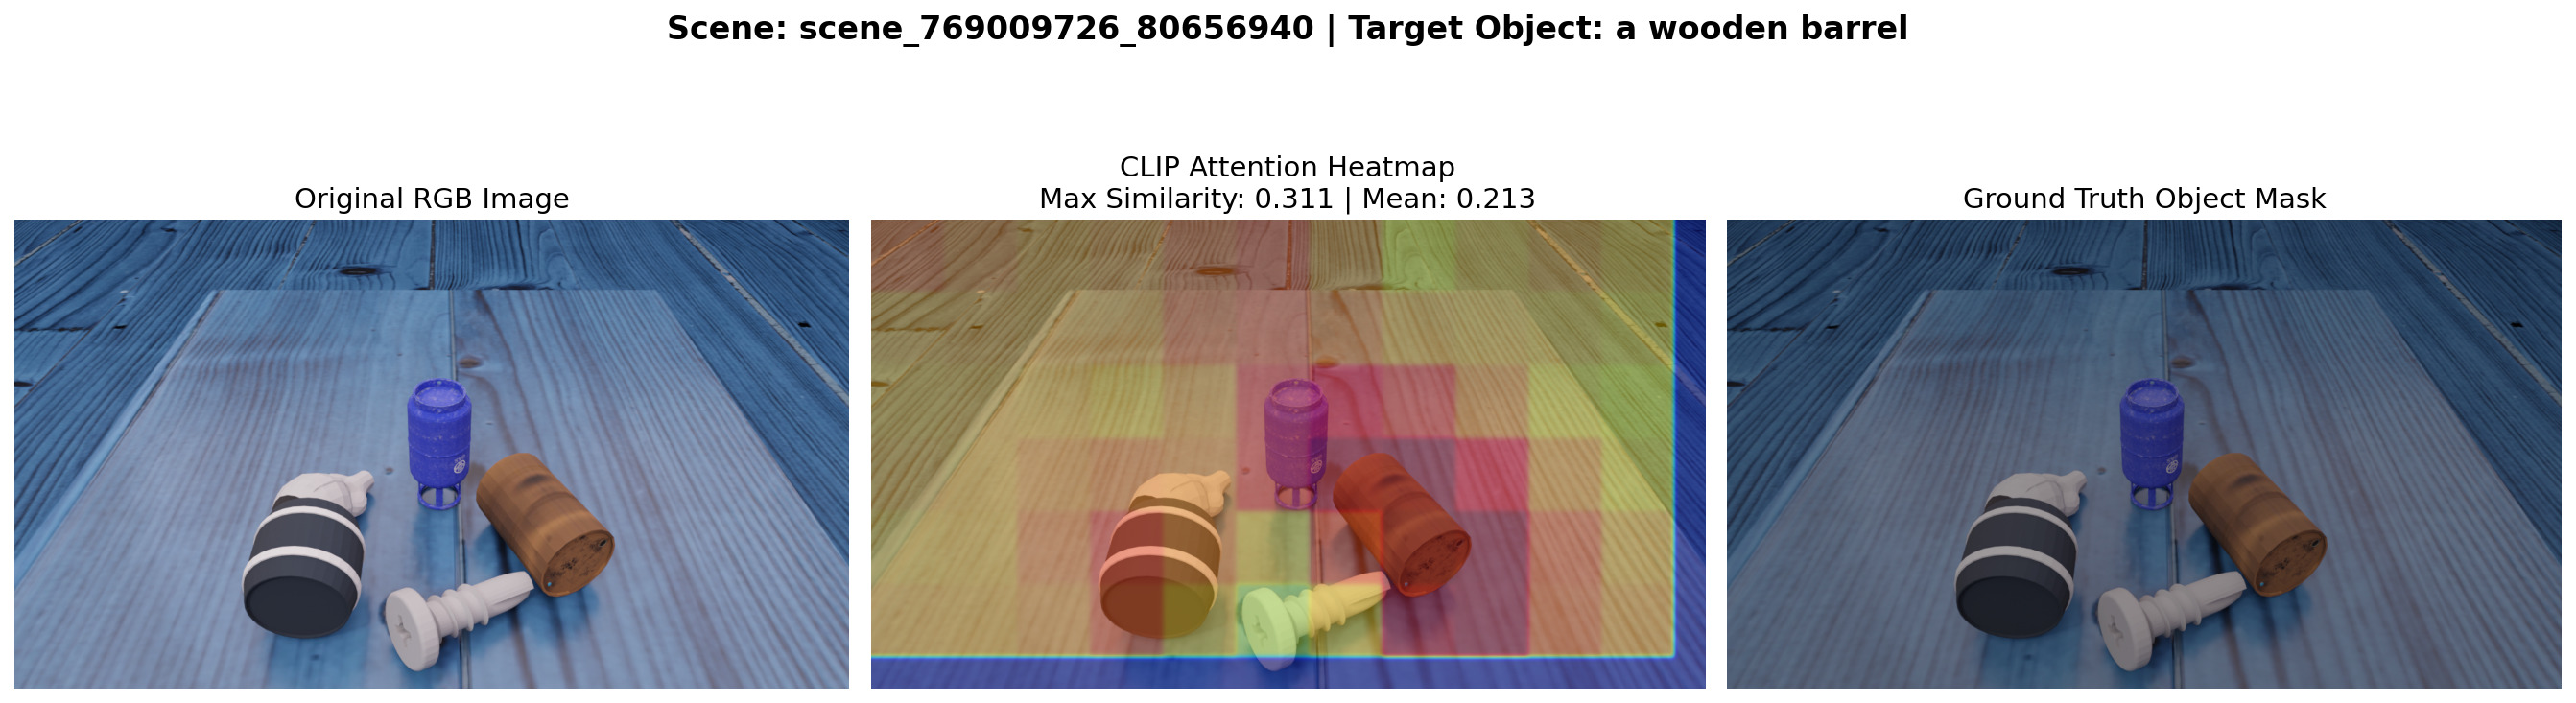 Scene: scene_769009726_80656940 | Target Object: a wooden barrel
Original RGB Image
CLIP Attention Heatmap
Max Similarity: 0.311 | Mean: 0.213
Ground Truth Object Mask